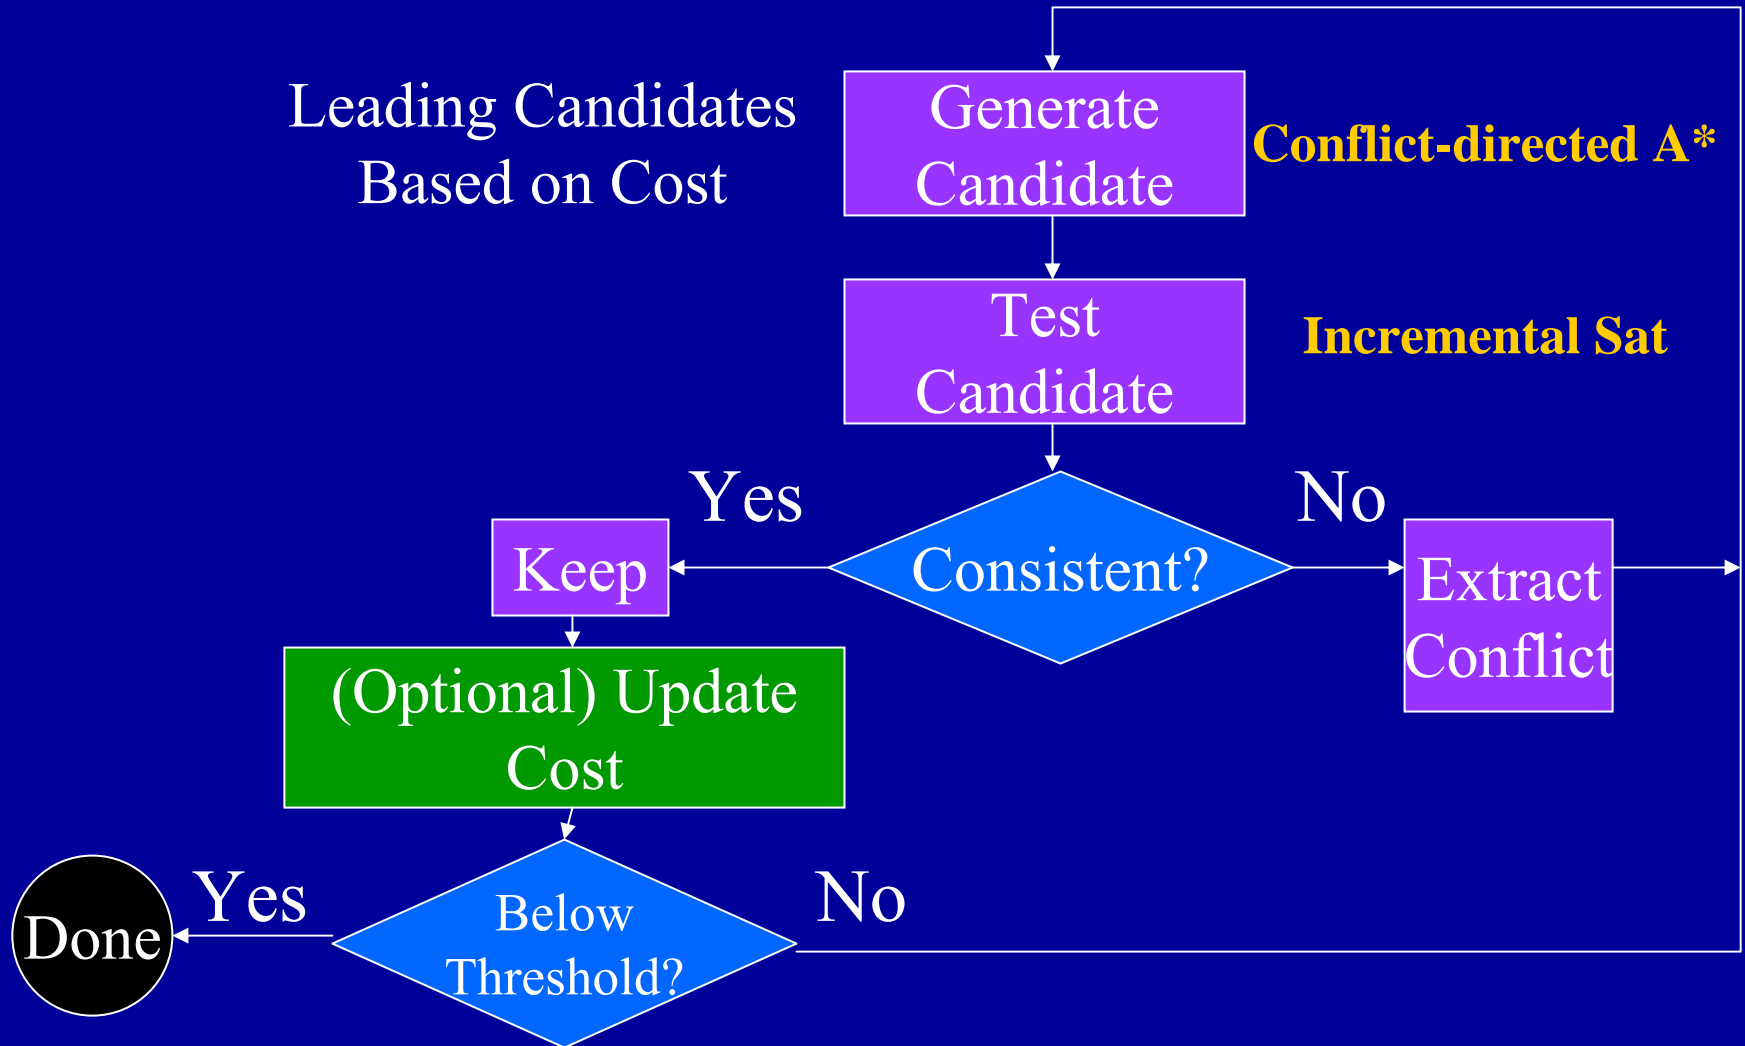 Leading Candidates
Based on Cost
Generate
Candidate
Conflict-directed A*
Test
Candidate
Incremental Sat
Yes
No
Keep
Consistent?
Extract
Conflict
(Optional) Update
Cost
Done
Yes
Below
Threshold?
No